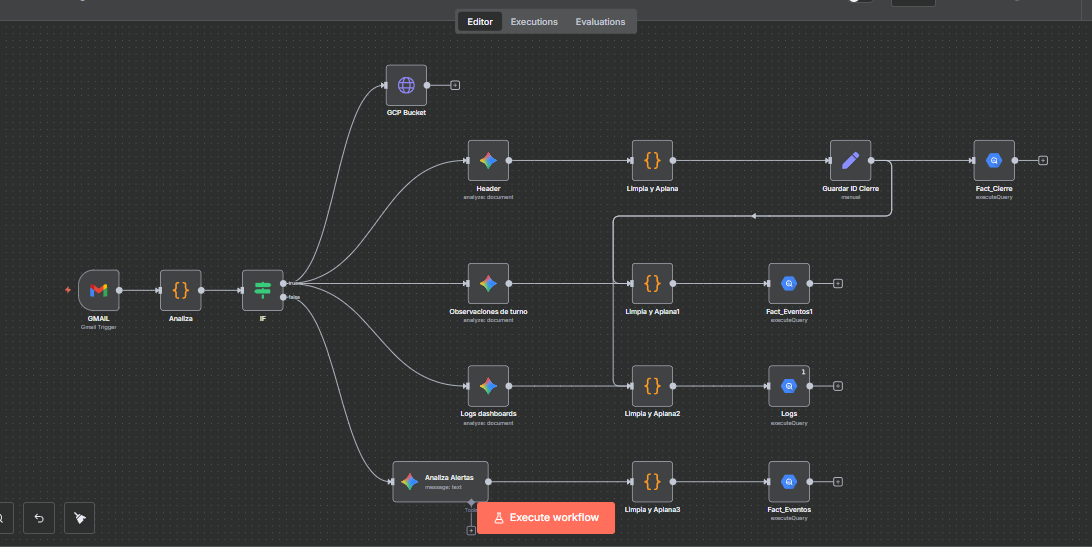 Editor
Executions
Evaluations
GCP Bucket
Header
analyze: document
Limpia y Aplana
Guardar ID Cierre
manual
Fact_Cierre
executeQuery
GMAIL
Gmail Trigger
Analiza
IF
true
false
Observaciones de turno
analyze: document
Limpia y Aplana1
Fact_Eventos1
executeQuery
Logs dashboards
analyze: document
Limpia y Aplana2
1
Logs
executeQuery
Analiza Alertas
message: text
Limpia y Aplana3
Fact_Eventos
executeQuery
Execute workflow